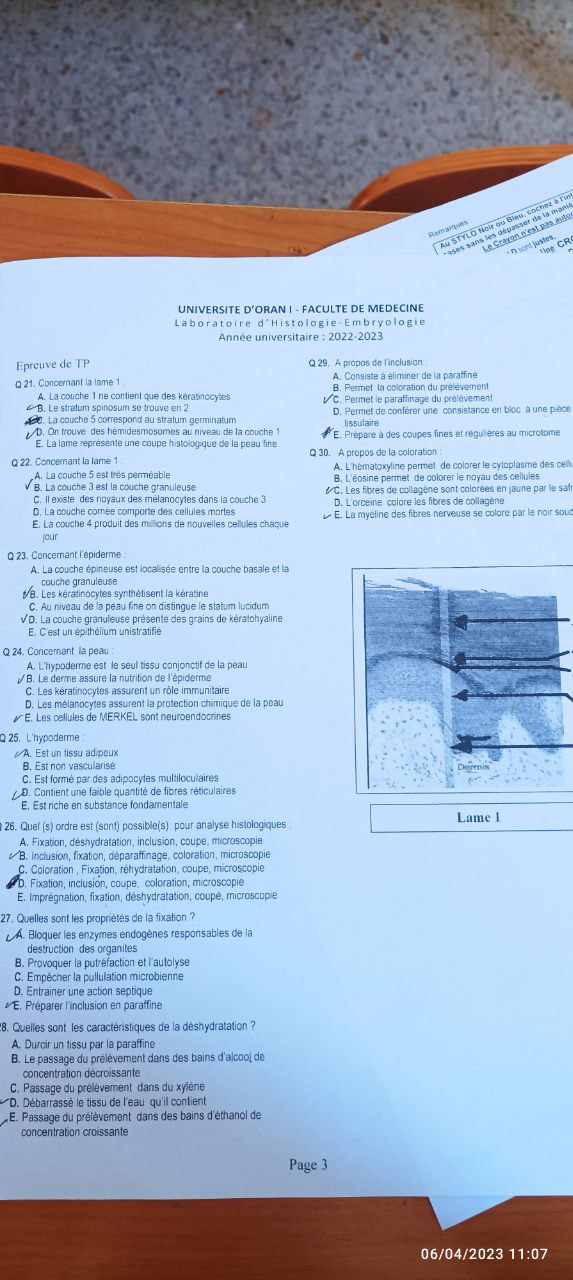 Remarques
Au STYLO Noir ou Bleu, cochez à l'int
cases sans les dépasser de la maniè
Le Crayon n'est pas autor
n sont justes,
Une CRO
UNIVERSITE D'ORAN I - FACULTE DE MEDECINE
Laboratoire d'Histologie-Embryologie
Année universitaire : 2022-2023
Epreuve de TP
Q 21. Concernant la lame 1 :
A. La couche 1 ne contient que des kératinocytes
B. Le stratum spinosum se trouve en 2
C. La couche 5 correspond au stratum germinatum
D. On trouve des hémidesmosomes au niveau de la couche 1
E. La lame représente une coupe histologique de la peau fine
Q 22. Concernant la lame 1 :
A. La couche 5 est très perméable
B. La couche 3 est la couche granuleuse
C. Il existe des noyaux des mélanocytes dans la couche 3
D. La couche cornée comporte des cellules mortes
E. La couche 4 produit des millions de nouvelles cellules chaque
jour
Q 23. Concernant l'épiderme :
A. La couche épineuse est localisée entre la couche basale et la
couche granuleuse
B. Les kératinocytes synthétisent la kératine
C. Au niveau de la peau fine on distingue le statum lucidum
D. La couche granuleuse présente des grains de kératohyaline
E. C'est un épithélium unistratifié
Q 24. Concernant la peau :
A. L'hypoderme est le seul tissu conjonctif de la peau
B. Le derme assure la nutrition de l'épiderme
C. Les kératinocytes assurent un rôle immunitaire
D. Les mélanocytes assurent la protection chimique de la peau
E. Les cellules de MERKEL sont neuroendocrines
Q 25. L'hypoderme :
A. Est un tissu adipeux
B. Est non vascularisé
C. Est formé par des adipocytes multiloculaires
D. Contient une faible quantité de fibres réticulaires
E. Est riche en substance fondamentale
26. Quel (s) ordre est (sont) possible(s) pour analyse histologiques :
A. Fixation, déshydratation, inclusion, coupe, microscopie
B. Inclusion, fixation, déparaffinage, coloration, microscopie
C. Coloration , Fixation, réhydratation, coupe, microscopie
D. Fixation, inclusion, coupe, coloration, microscopie
E. Imprégnation, fixation, déshydratation, coupe, microscopie
27. Quelles sont les propriétés de la fixation ?
A. Bloquer les enzymes endogènes responsables de la
destruction des organites
B. Provoquer la putréfaction et l'autolyse
C. Empêcher la pullulation microbienne
D. Entrainer une action septique
E. Préparer l'inclusion en paraffine
28. Quelles sont les caractéristiques de la déshydratation ?
A. Durcir un tissu par la paraffine
B. Le passage du prélèvement dans des bains d'alcool de
concentration décroissante
C. Passage du prélèvement dans du xylène
D. Débarrassé le tissu de l'eau qu'il contient
E. Passage du prélèvement dans des bains d'éthanol de
concentration croissante
Q 29. A propos de l'inclusion :
A. Consiste à éliminer de la paraffine
B. Permet la coloration du prélèvement
C. Permet le paraffinage du prélèvement
D. Permet de conférer une consistance en bloc à une pièce
tissulaire
E. Prépare à des coupes fines et régulières au microtome
Q 30. A propos de la coloration :
A. L'hématoxyline permet de colorer le cytoplasme des cellu
B. L'éosine permet de colorer le noyau des cellules
C. Les fibres de collagène sont colorées en jaune par le safr
D. L'orceine colore les fibres de collagène
E. La myéline des fibres nerveuse se colore par le noir soud
Dermis
Lame 1
Page 3
06/04/2023 11:07